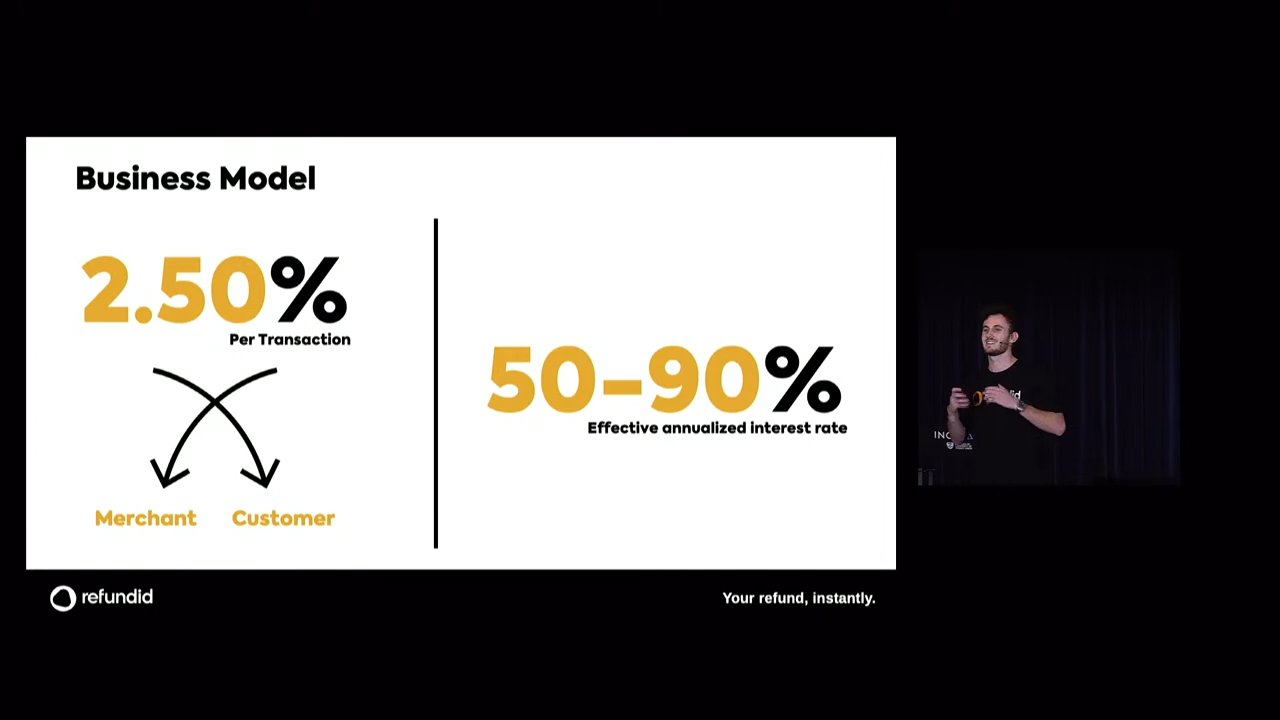 Business Model
2.50%
Per Transaction
Merchant
Customer
50-90%
Effective annualized interest rate
refundid
Your refund, instantly.